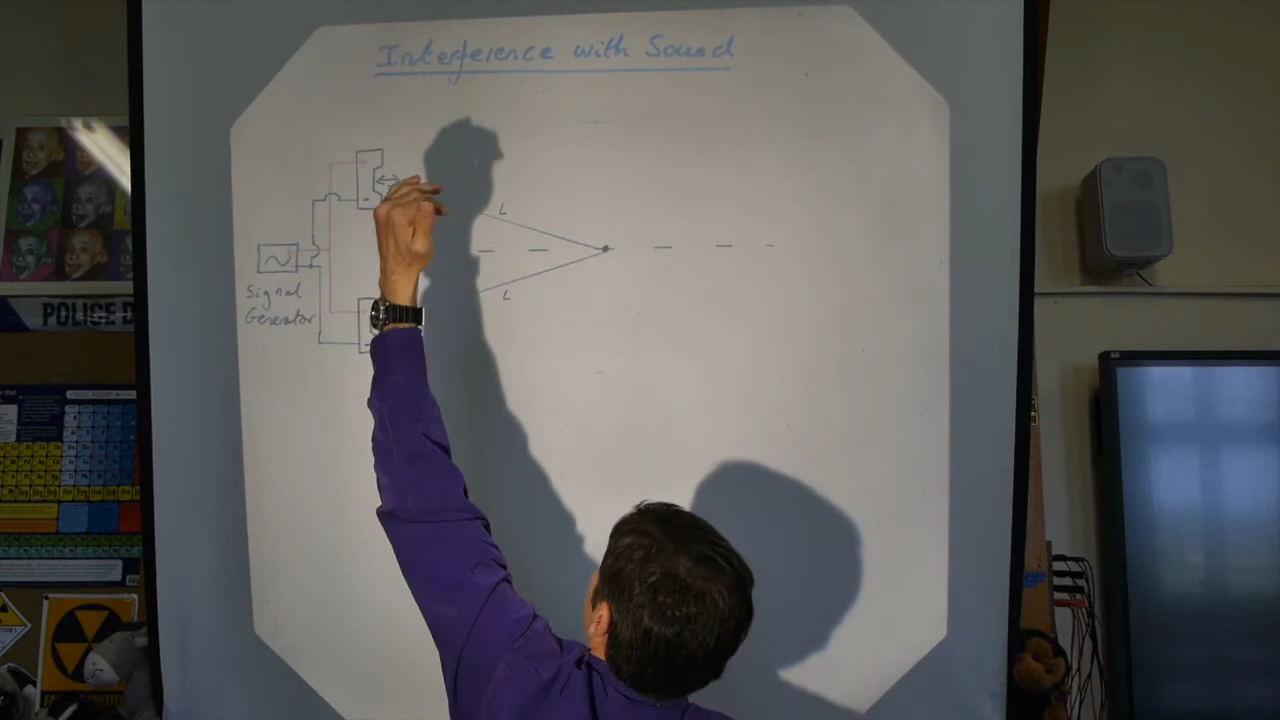 Interference with Sound
L
L
Signal
Generator
POLICE D